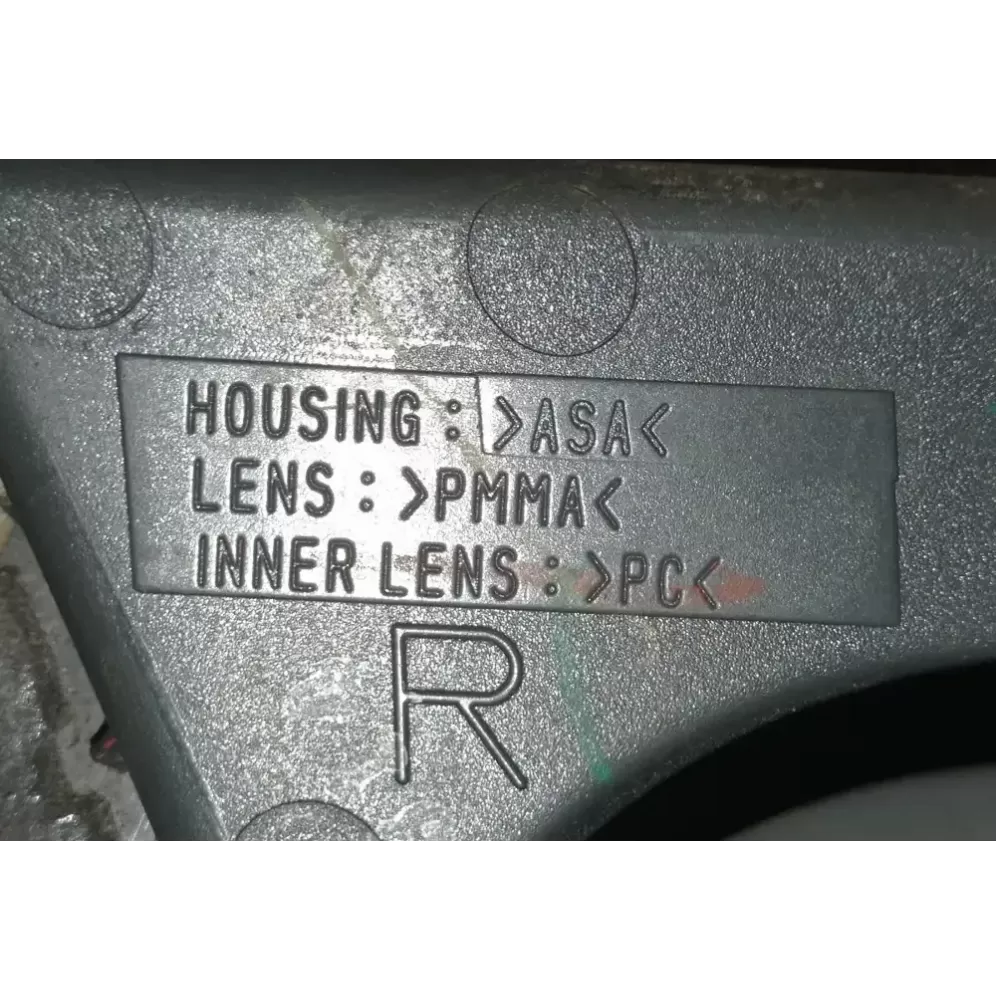 HOUSING : >ASA<
LENS : >PMMA<
INNER LENS : >PC<
R